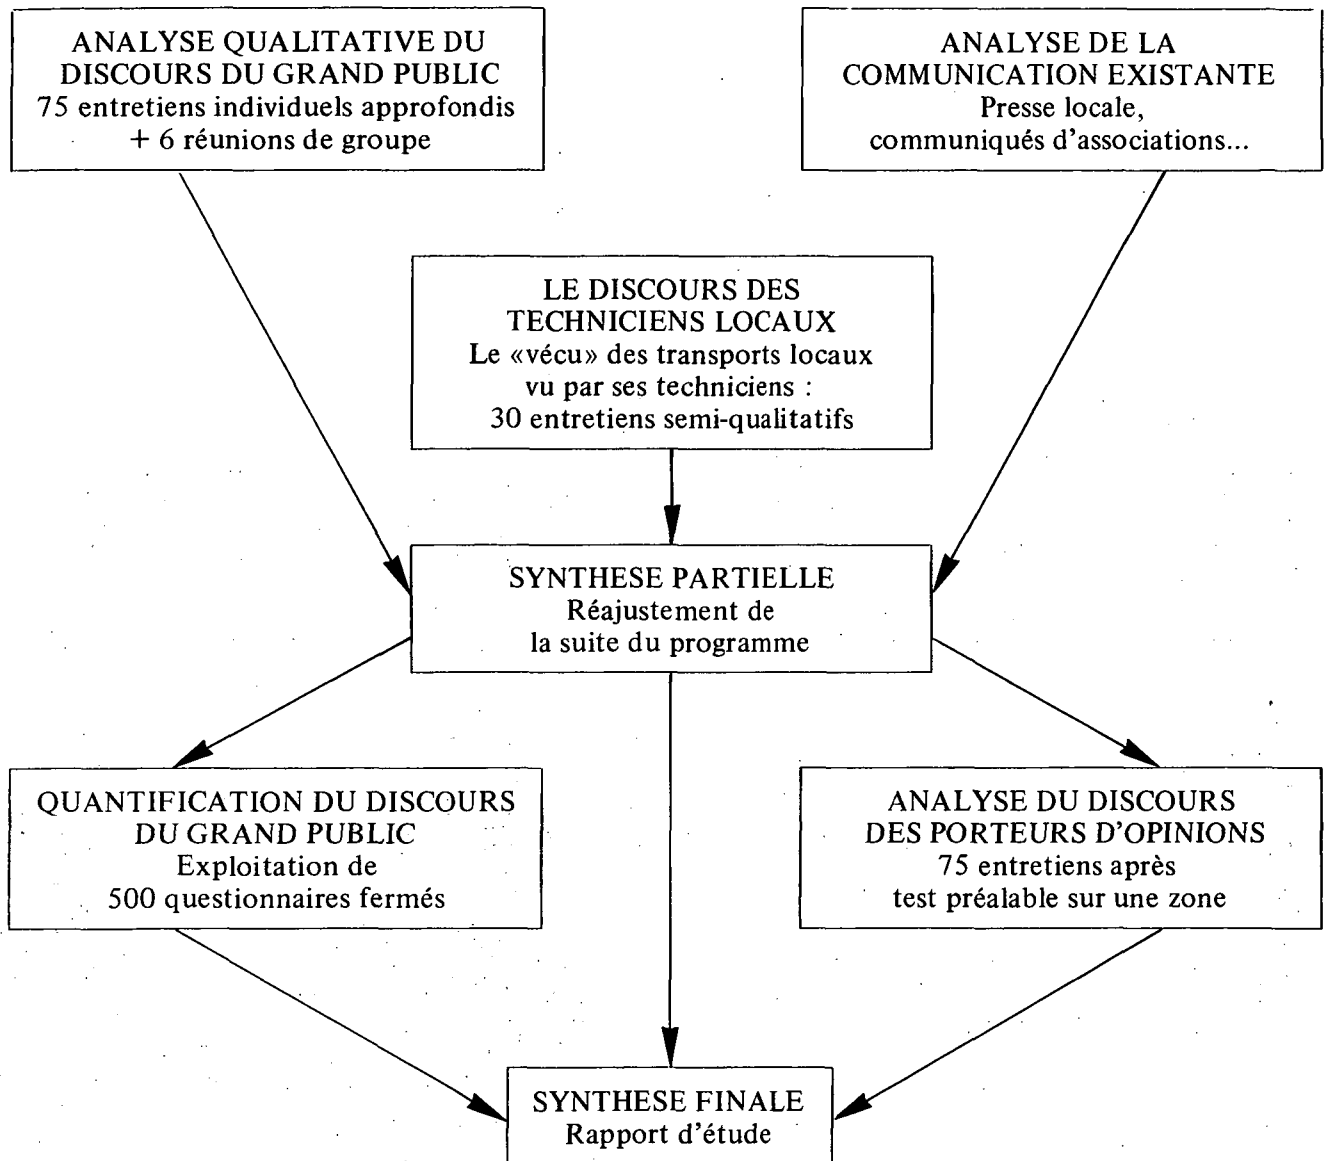 ANALYSE QUALITATIVE DU
DISCOURS DU GRAND PUBLIC
75 entretiens individuels approfondis
+ 6 réunions de groupe
ANALYSE DE LA
COMMUNICATION EXISTANTE
Presse locale,
communiqués d'associations...
LE DISCOURS DES
TECHNICIENS LOCAUX
Le «vécu» des transports locaux
vu par ses techniciens :
30 entretiens semi-qualitatifs
SYNTHESE PARTIELLE
Réajustement de
la suite du programme
QUANTIFICATION DU DISCOURS
DU GRAND PUBLIC
Exploitation de
500 questionnaires fermés
ANALYSE DU DISCOURS
DES PORTEURS D'OPINIONS
75 entretiens après
test préalable sur une zone
SYNTHESE FINALE
Rapport d'étude